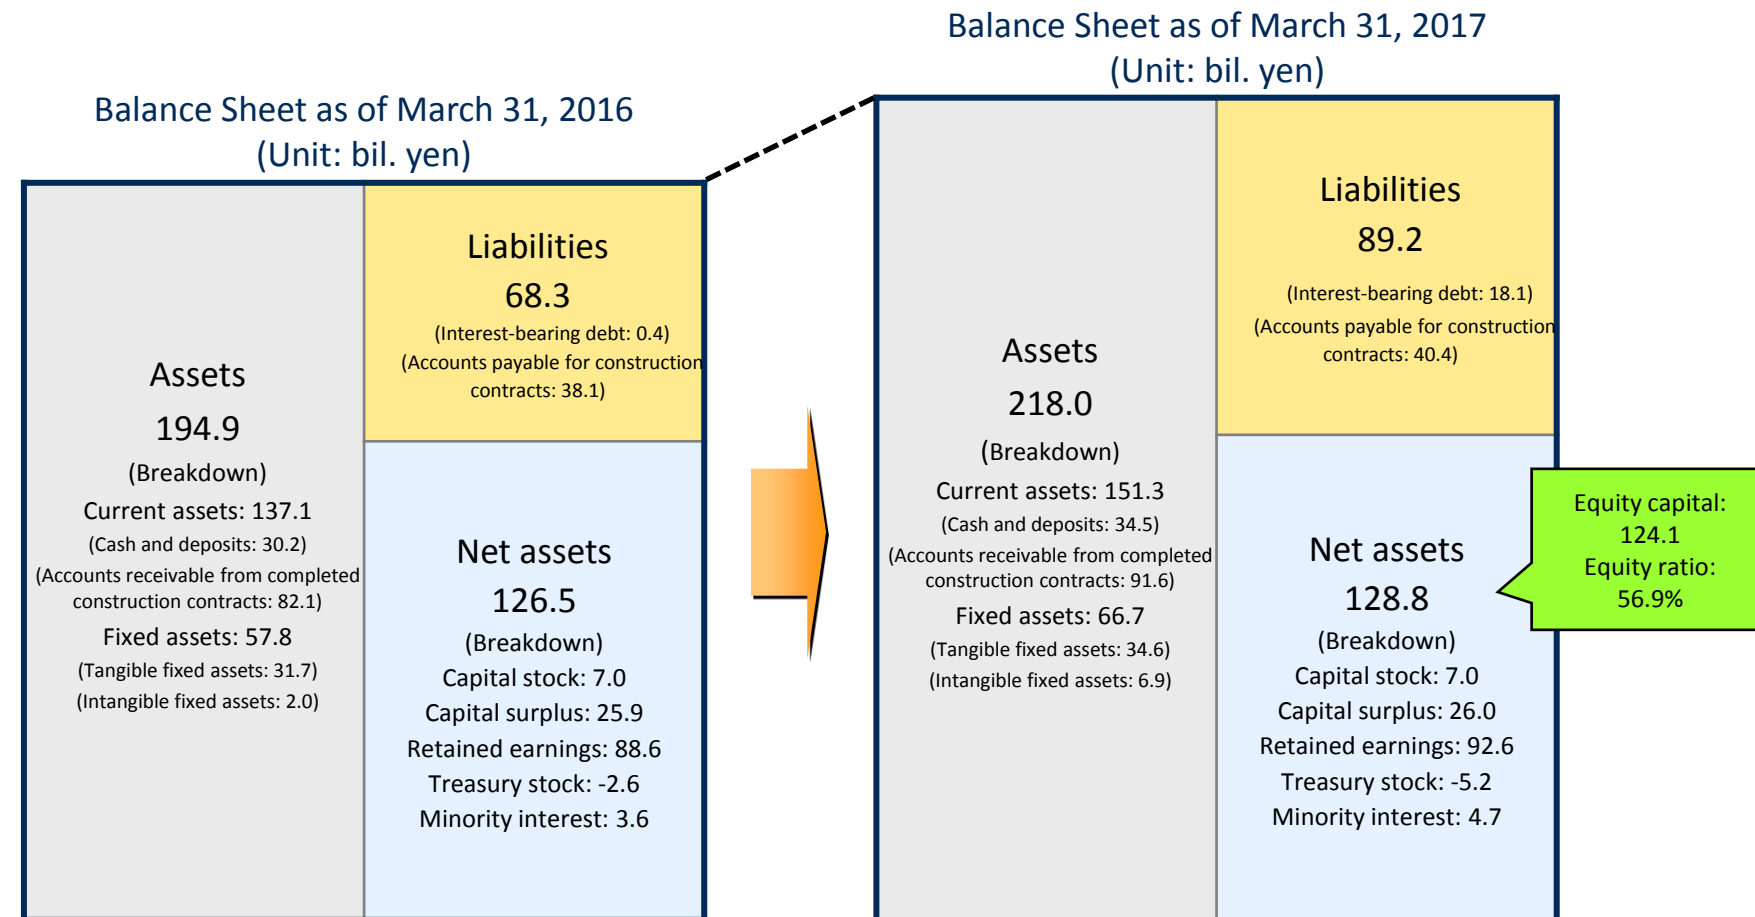 Balance Sheet as of March 31, 2016
(Unit: bil. yen)
Assets
194.9
(Breakdown)
Current assets: 137.1
(Cash and deposits: 30.2)
(Accounts receivable from completed
construction contracts: 82.1)
Fixed assets: 57.8
(Tangible fixed assets: 31.7)
(Intangible fixed assets: 2.0)
Liabilities
68.3
(Interest-bearing debt: 0.4)
(Accounts payable for construction
contracts: 38.1)
Net assets
126.5
(Breakdown)
Capital stock: 7.0
Capital surplus: 25.9
Retained earnings: 88.6
Treasury stock: -2.6
Minority interest: 3.6
Balance Sheet as of March 31, 2017
(Unit: bil. yen)
Assets
218.0
(Breakdown)
Current assets: 151.3
(Cash and deposits: 34.5)
(Accounts receivable from completed
construction contracts: 91.6)
Fixed assets: 66.7
(Tangible fixed assets: 34.6)
(Intangible fixed assets: 6.9)
Liabilities
89.2
(Interest-bearing debt: 18.1)
(Accounts payable for construction
contracts: 40.4)
Net assets
128.8
(Breakdown)
Capital stock: 7.0
Capital surplus: 26.0
Retained earnings: 92.6
Treasury stock: -5.2
Minority interest: 4.7
Equity capital:
124.1
Equity ratio:
56.9%